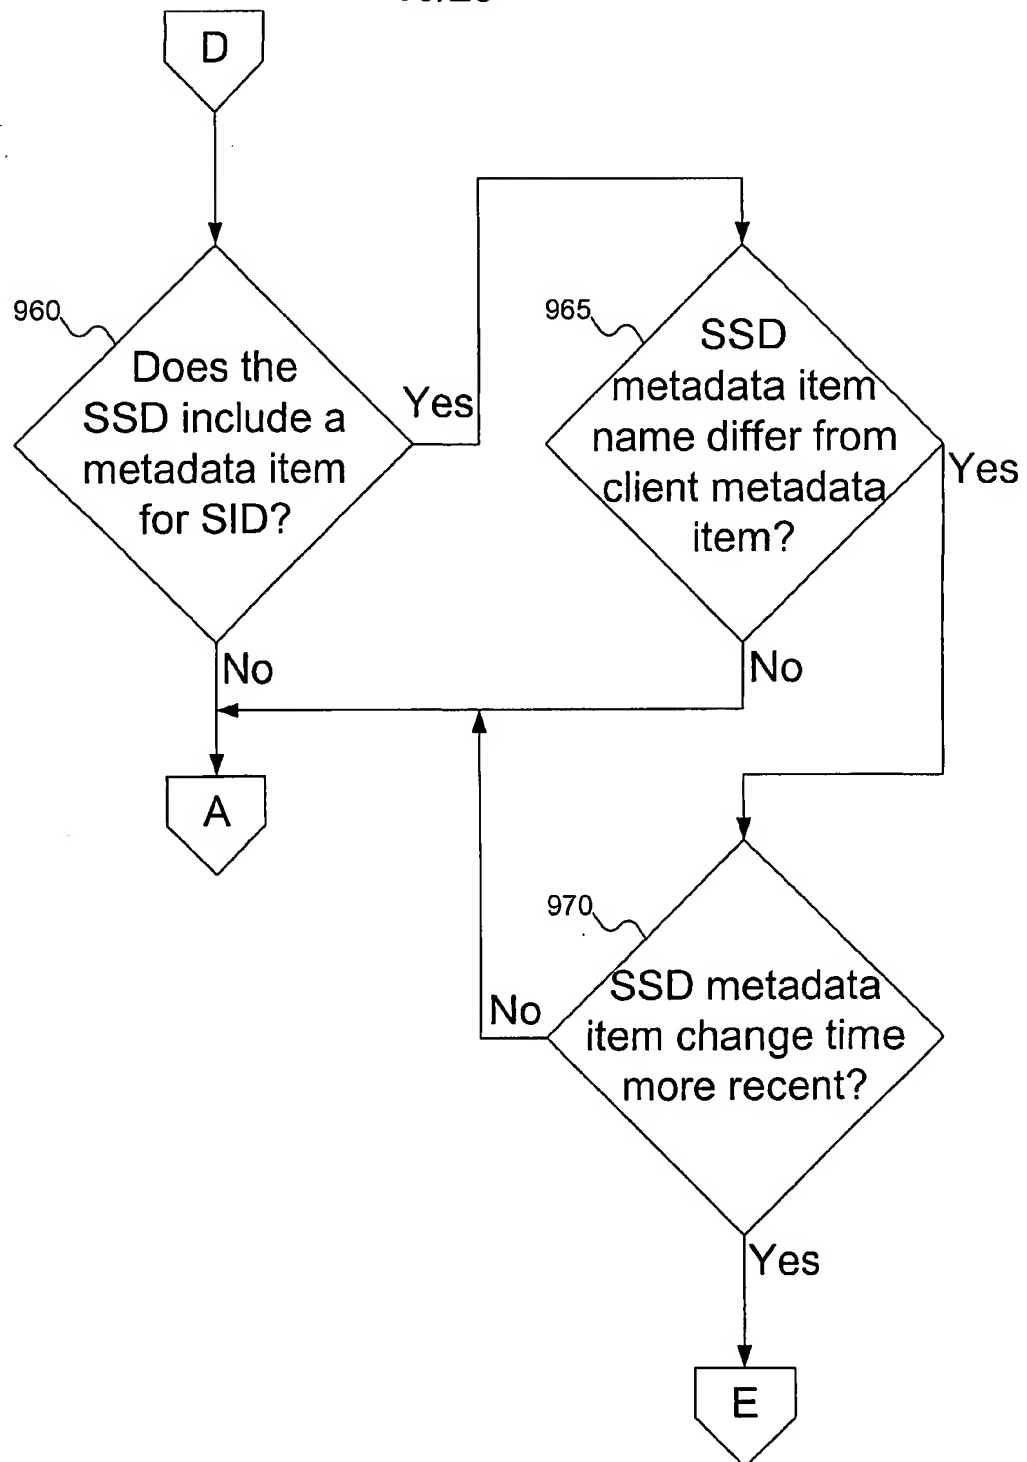 D
960
Does the
SSD include a
metadata item
for SID?
Yes
No
965
SSD
metadata item
name differ from
client metadata
item?
Yes
No
A
970
SSD metadata
item change time
more recent?
No
Yes
E